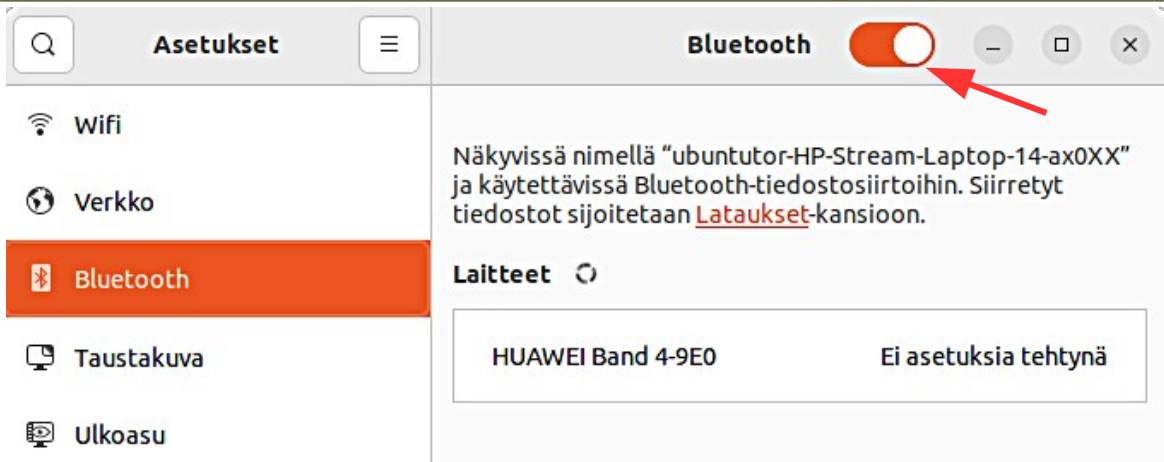 Asetukset
Bluetooth
Wifi
Verkko
Bluetooth
Taustakuva
Ulkoasu
Näkyvissä nimellä “ubuntutor-HP-Stream-Laptop-14-ax0XX”
ja käytettävissä Bluetooth-tiedostosiirtoihin. Siirretyt
tiedostot sijoitetaan Lataukset-kansioon.
Laitteet
HUAWEI Band 4-9E0 Ei asetuksia tehtynä